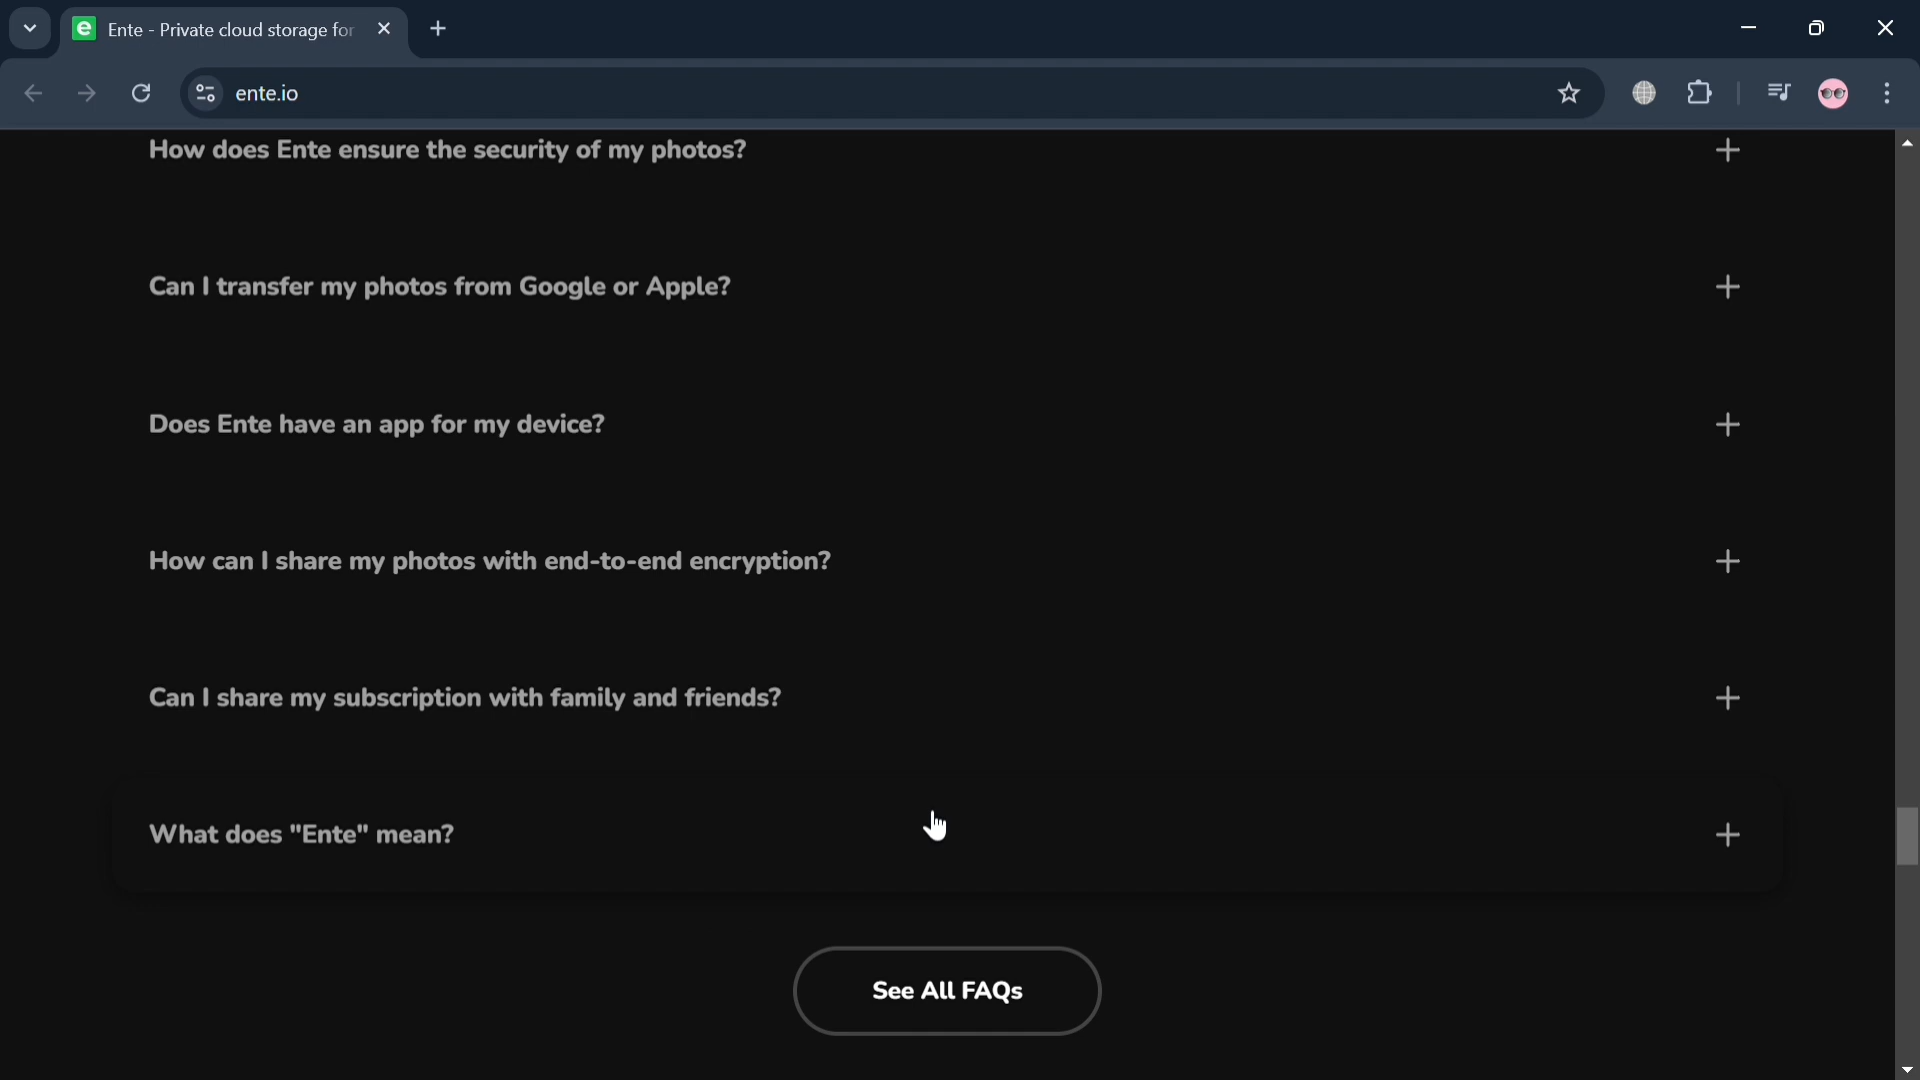 Ente - Private cloud storage for
ente.io
How does Ente ensure the security of my photos?
Can I transfer my photos from Google or Apple?
Does Ente have an app for my device?
How can I share my photos with end-to-end encryption?
Can I share my subscription with family and friends?
What does "Ente" mean?
See All FAQs